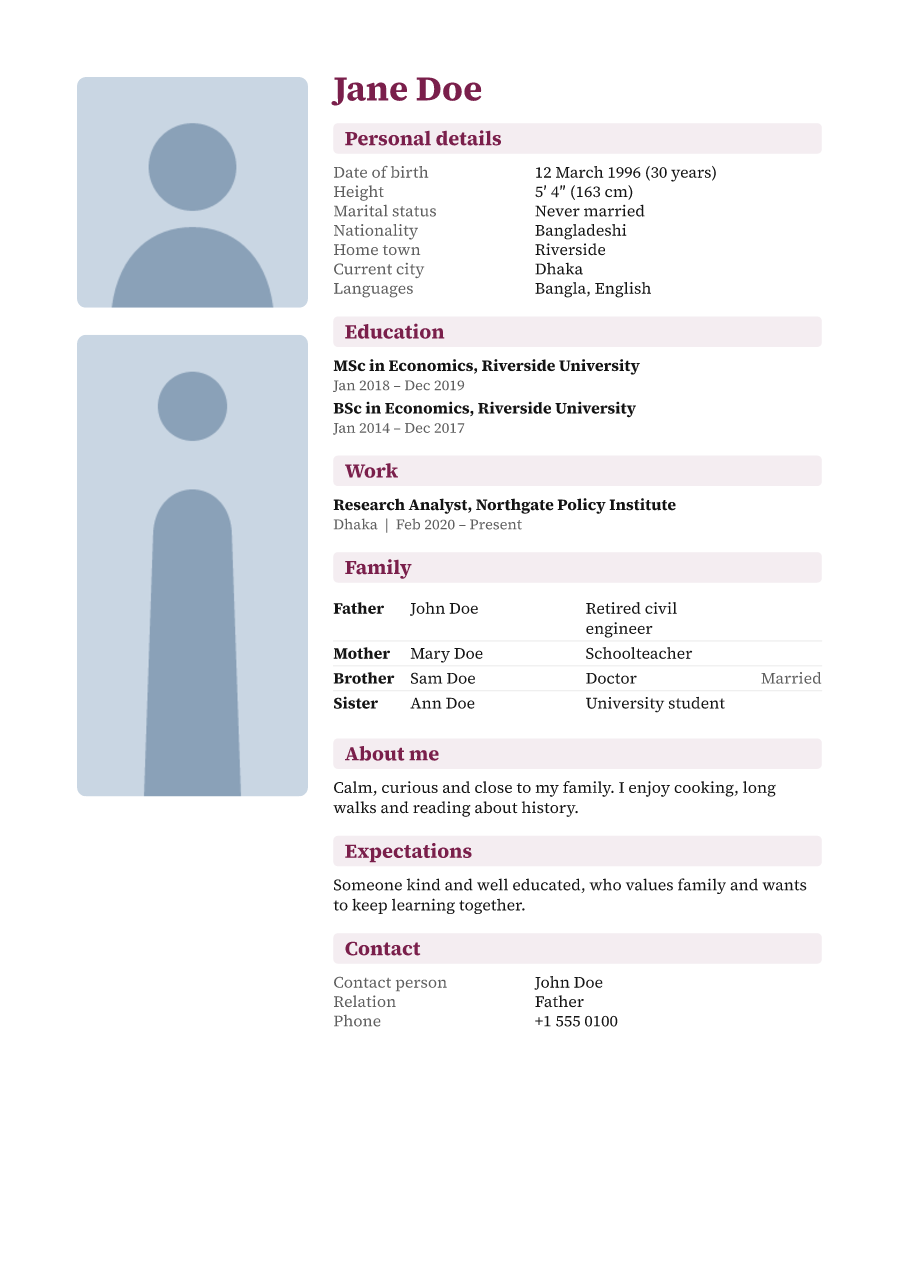 Jane Doe
Personal details
Date of birth 12 March 1996 (30 years)
Height 5′ 4″ (163 cm)
Marital status Never married
Nationality Bangladeshi
Home town Riverside
Current city Dhaka
Languages Bangla, English
Education
MSc in Economics, Riverside University
Jan 2018 – Dec 2019
BSc in Economics, Riverside University
Jan 2014 – Dec 2017
Work
Research Analyst, Northgate Policy Institute
Dhaka | Feb 2020 – Present
Family
Father John Doe Retired civil
engineer
Mother Mary Doe Schoolteacher
Brother Sam Doe Doctor Married
Sister Ann Doe University student
About me
Calm, curious and close to my family. I enjoy cooking, long
walks and reading about history.
Expectations
Someone kind and well educated, who values family and wants
to keep learning together.
Contact
Contact person John Doe
Relation Father
Phone +1 555 0100